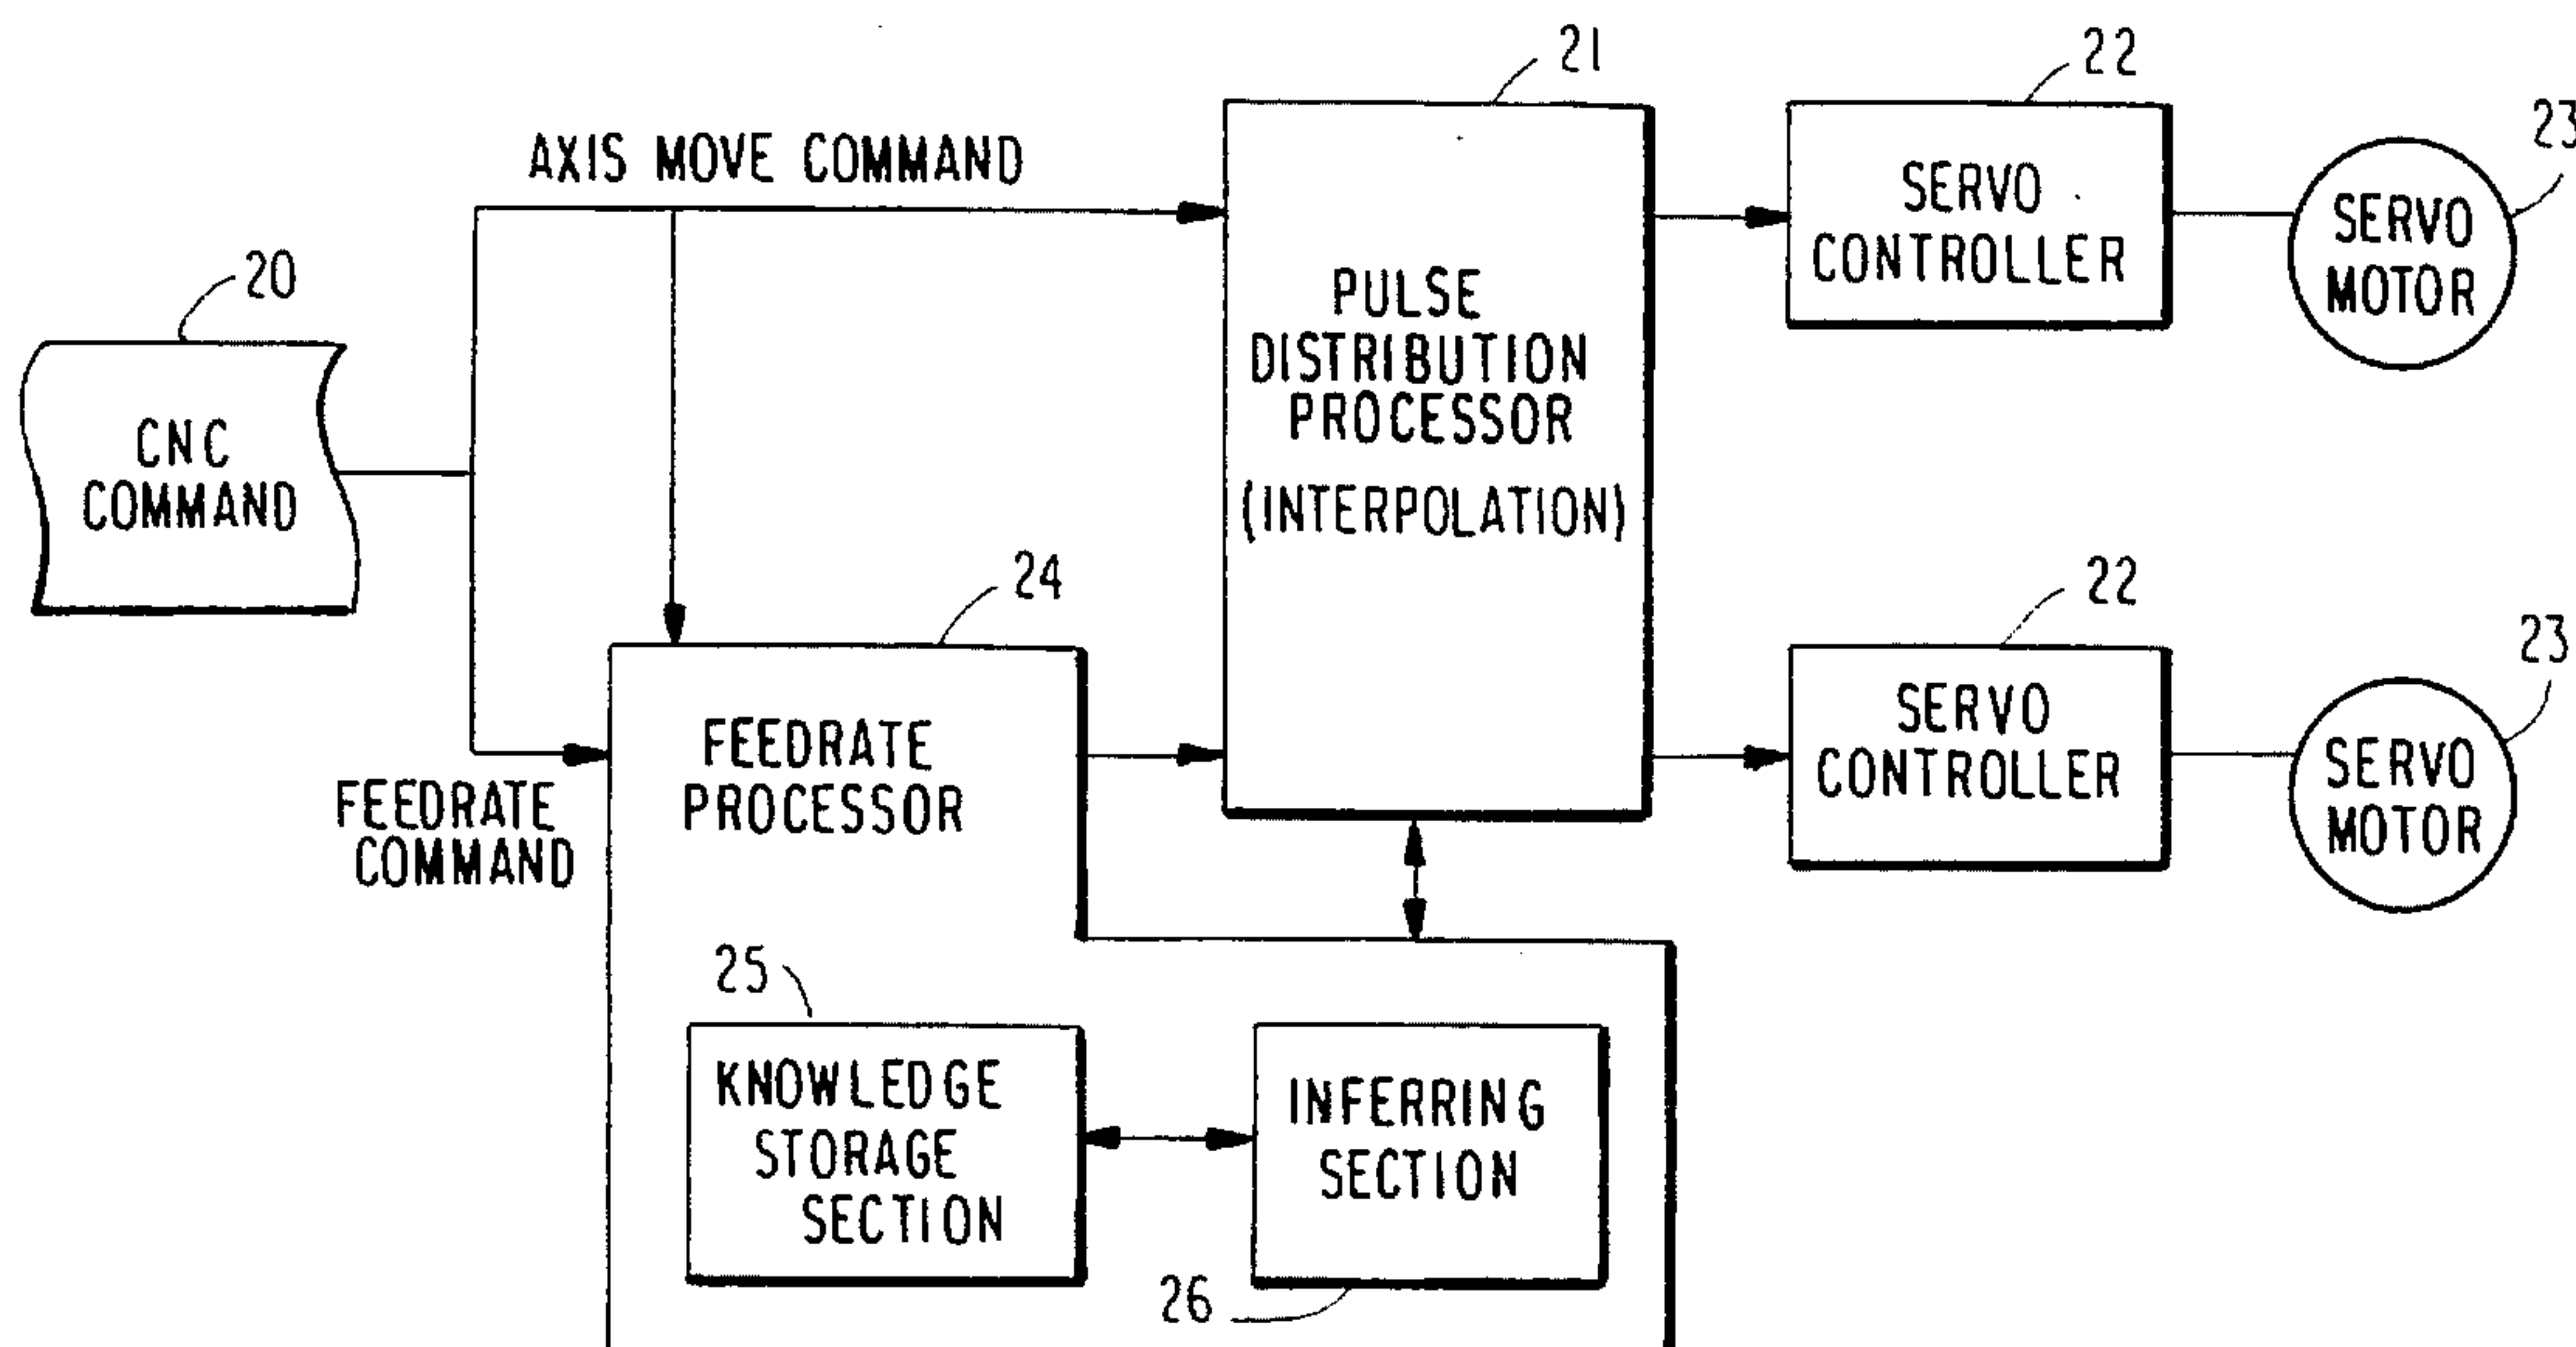 21
22
23
AXIS MOVE COMMAND
SERVO
CONTROLLER
SERVO
MOTOR
20
PULSE
DISTRIBUTION
PROCESSOR
(INTERPOLATION)
CNC
COMMAND
24
22
23
FEEDRATE
PROCESSOR
SERVO
CONTROLLER
SERVO
MOTOR
FEEDRATE
COMMAND
25
KNOWLEDGE
STORAGE
SECTION
INFERRING
SECTION
26